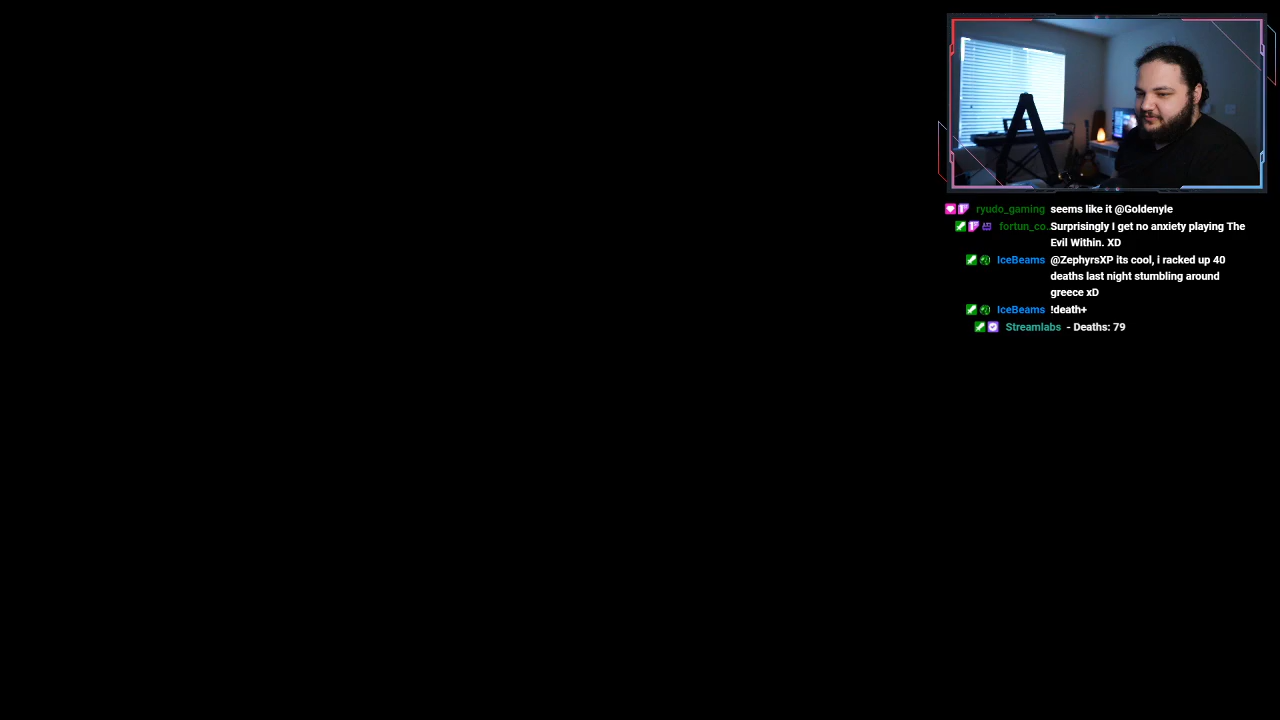 ryudo_gaming seems like it @Goldenyle
fortun_co.. Surprisingly I get no anxiety playing The
Evil Within. XD
IceBeams @ZephyrsXP its cool, i racked up 40
deaths last night stumbling around
greece xD
IceBeams !death+
Streamlabs - Deaths: 79